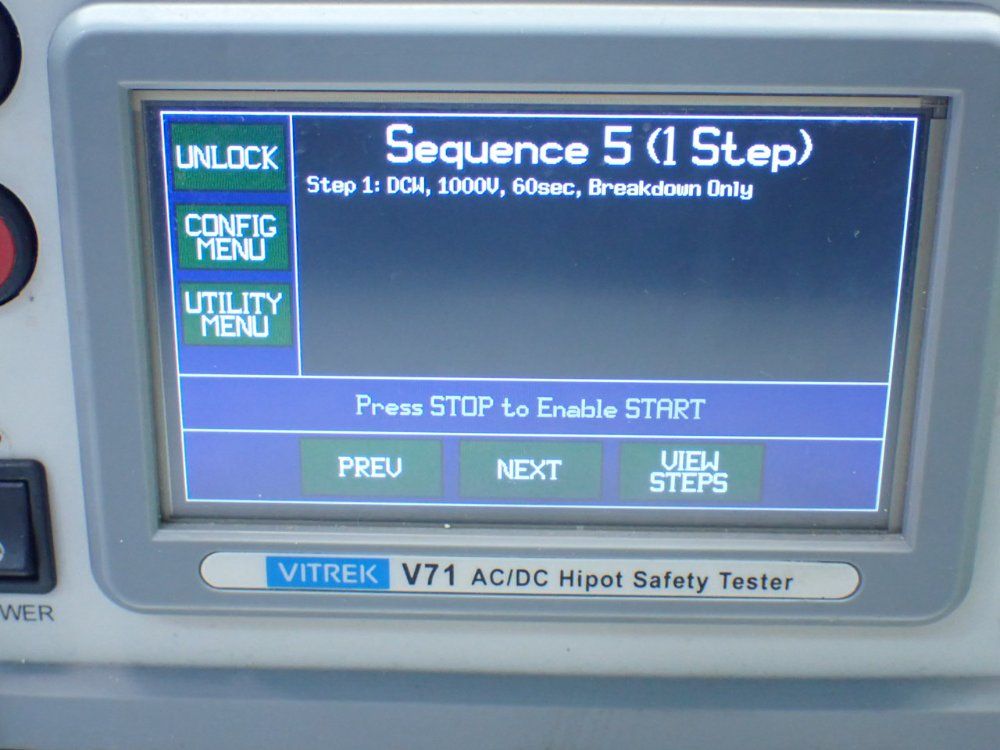 UNLOCK
CONFIG
MENU
UTILITY
MENU
Sequence 5 (1 Step)
Step 1: DCW, 1000V, 60sec, Breakdown Only
Press STOP to Enable START
PREV
NEXT
VIEW
STEPS
VITREK V71 AC/DC Hipot Safety Tester
WER